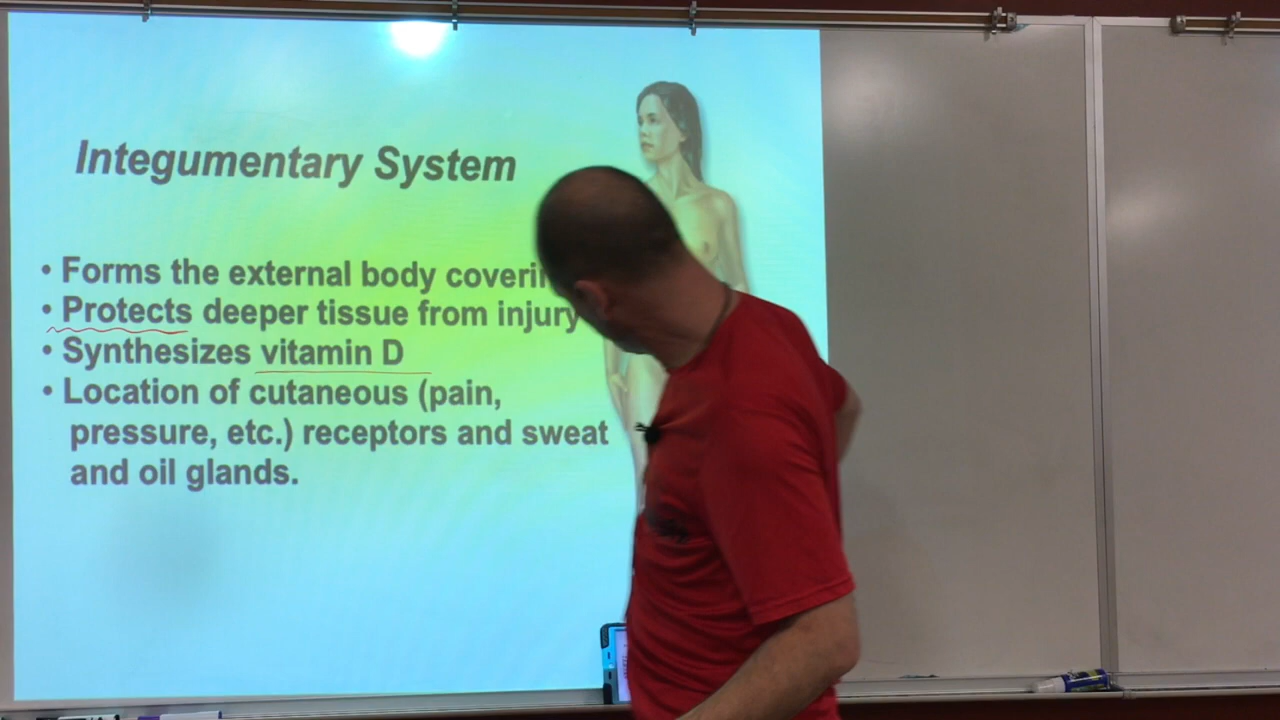 Integumentary System
• Forms the external body coverin
• Protects deeper tissue from injury
• Synthesizes vitamin D
• Location of cutaneous (pain,
pressure, etc.) receptors and sweat
and oil glands.